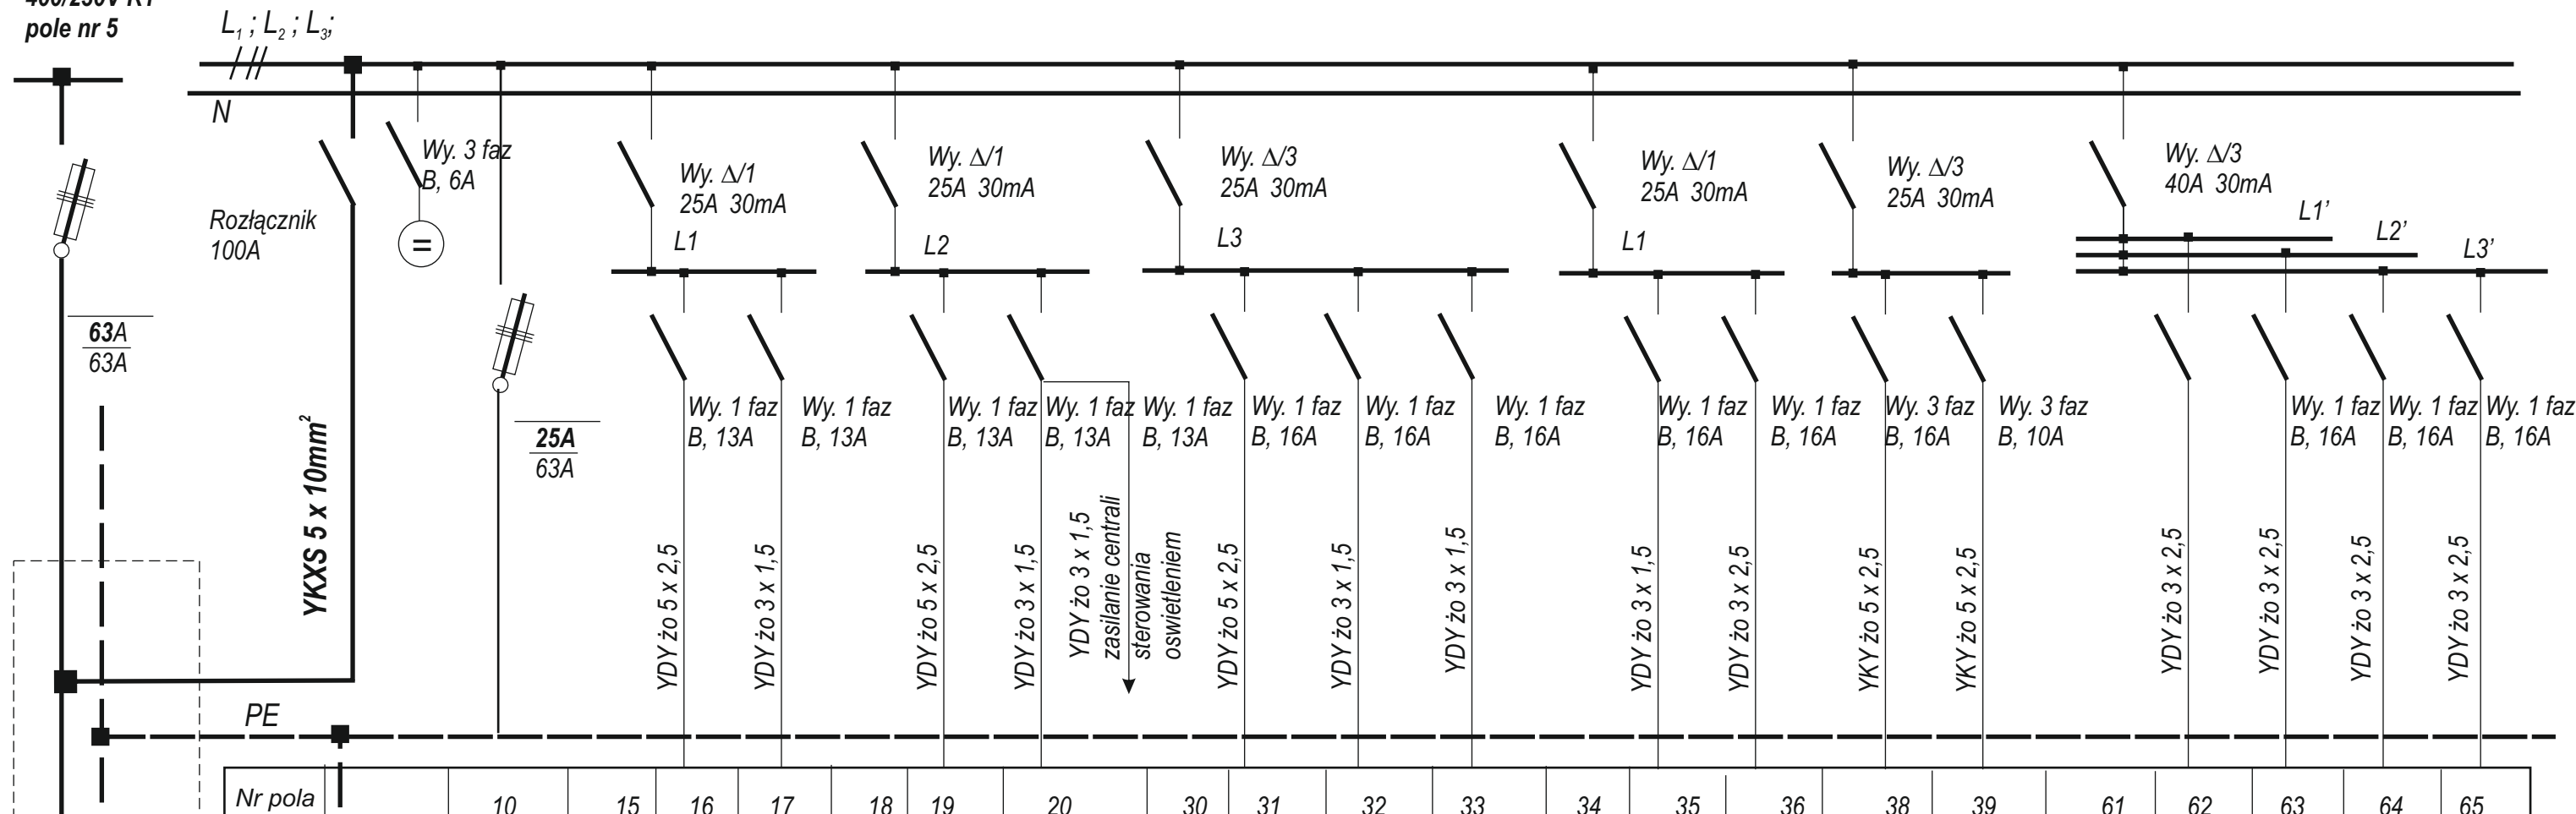 pole nr 5
L1 ; L2 ; L3;
N
Wy. 3 faz
B, 6A
=
Rozłącznik
100A
63A
63A
YKXS 5 x 10mm²
PE
25A
63A
Wy. Δ/1
25A 30mA
L1
Wy. Δ/1
25A 30mA
L2
Wy. Δ/3
25A 30mA
L3
Wy. Δ/1
25A 30mA
L1
Wy. Δ/3
25A 30mA
Wy. Δ/3
40A 30mA
L1’
L2’
L3’
Wy. 1 faz
B, 13A
Wy. 1 faz
B, 13A
Wy. 1 faz
B, 13A
Wy. 1 faz
B, 13A
Wy. 1 faz
B, 13A
Wy. 1 faz
B, 16A
Wy. 1 faz
B, 16A
Wy. 1 faz
B, 16A
Wy. 1 faz
B, 16A
Wy. 1 faz
B, 16A
Wy. 3 faz
B, 16A
Wy. 3 faz
B, 10A
Wy. 1 faz
B, 16A
Wy. 1 faz
B, 16A
Wy. 1 faz
B, 16A
YDY żo 5 x 2,5
YDY żo 3 x 1,5
YDY żo 5 x 2,5
YDY żo 3 x 1,5
YDY żo 3 x 1,5
zasilanie centrali
sterowania
oswietleniem
YDY żo 5 x 2,5
YDY żo 3 x 1,5
YDY żo 3 x 1,5
YDY żo 3 x 1,5
YDY żo 3 x 2,5
YKY żo 5 x 2,5
YKY żo 5 x 2,5
YDY żo 3 x 2,5
YDY żo 3 x 2,5
YDY żo 3 x 2,5
YDY żo 3 x 2,5
Nr pola 10 15 16 17 18 19 20 30 31 32 33 34 35 36 38 39 61 62 63 64 65